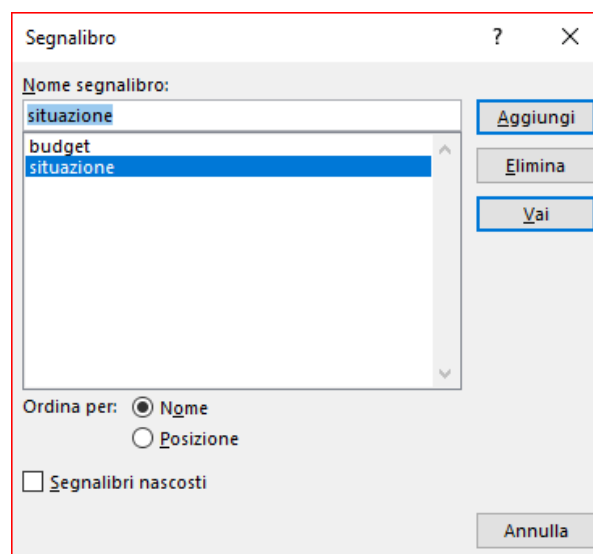 Segnalibro ?
Nome segnalibro:
situazione
Aggiungi
budget
situazione
Elimina
Vai
Ordina per: Nome
Posizione
Segnalibri nascosti
Annulla